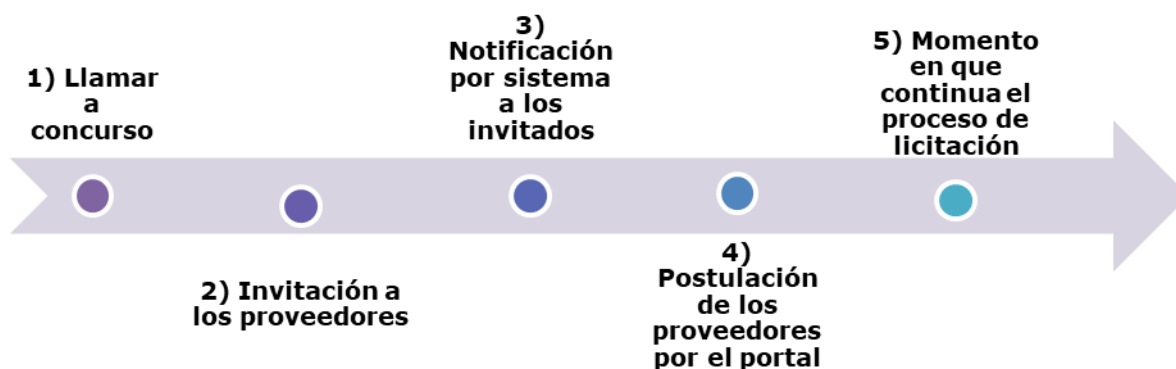 1) Llamar
a
concurso
2) Invitación a
los proveedores
3)
Notificación
por sistema
a los
invitados
4)
Postulación
de los
proveedores
por el portal
5) Momento
en que
continua el
proceso de
licitación